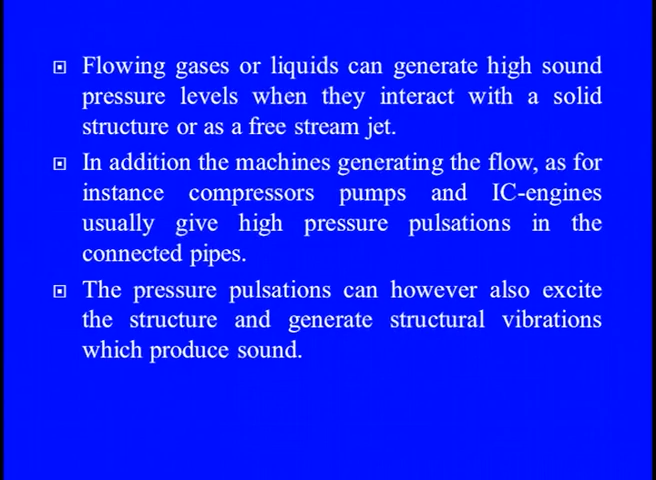 Flowing gases or liquids can generate high sound
pressure levels when they interact with a solid
structure or as a free stream jet.
In addition the machines generating the flow, as for
instance compressors pumps and IC-engines
usually give high pressure pulsations in the
connected pipes.
The pressure pulsations can however also excite
the structure and generate structural vibrations
which produce sound.